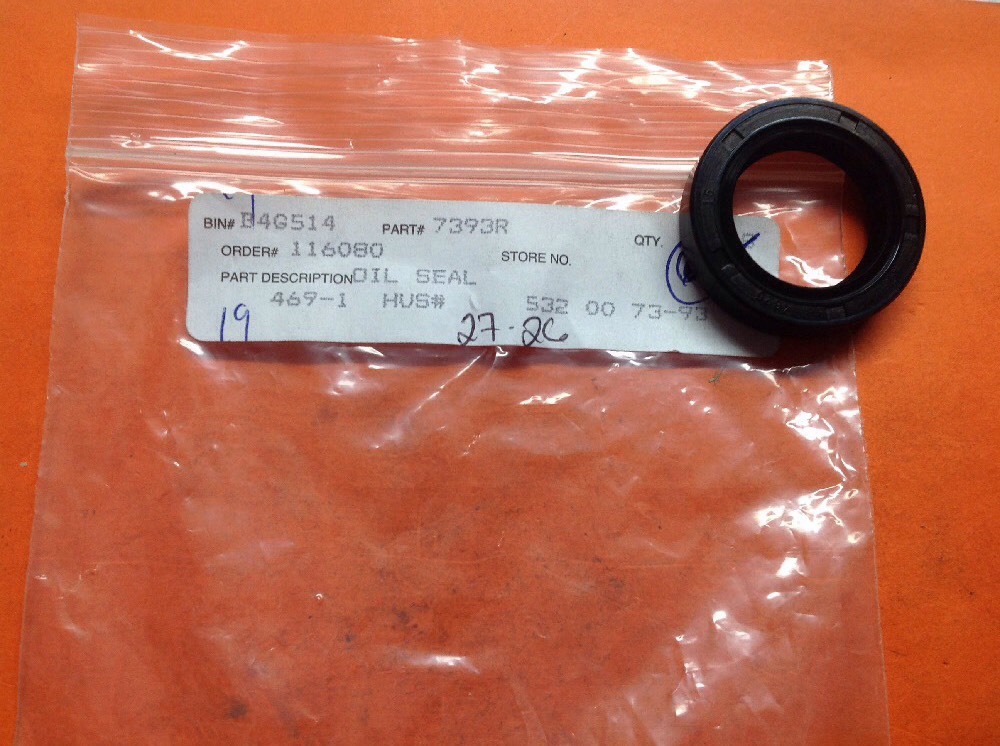 BIN# B4G514 PART# 7393R QTY.
ORDER# 116080 STORE NO.
PART DESCRIPTION OIL SEAL
469-1 HUS# 532 00 73-93
19 27-26